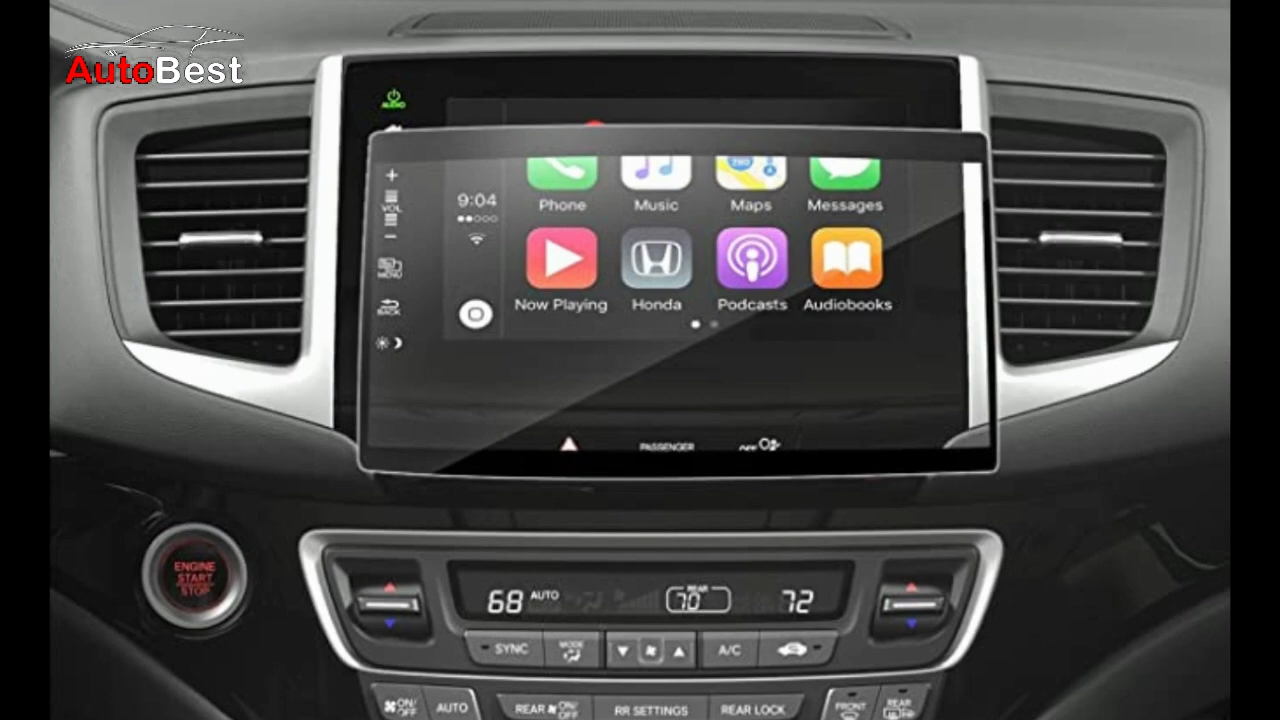 AutoBest
AUDIO
+
VOL
-
MENU
BACK
9:04
Phone
Music
Maps
Messages
280
Now Playing
Honda
Podcasts
Audiobooks
PASSENGER
OFF
ENGINE
START
STOP
68 AUTO
REAR
70
72
SYNC
MODE
A/C
ON/
OFF
AUTO
REAR ON/
OFF
RR SETTINGS
REAR LOCK
FRONT
REAR